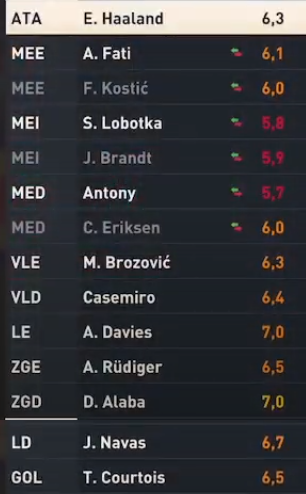 ATA E. Haaland 6,3
MEE A. Fati 6,1
MEE F. Kostić 6,0
MEI S. Lobotka 5,8
MEI J. Brandt 5,9
MED Antony 5,7
MED C. Eriksen 6,0
VLE M. Brozović 6,3
VLD Casemiro 6,4
LE A. Davies 7,0
ZGE A. Rüdiger 6,5
ZGD D. Alaba 7,0
LD J. Navas 6,7
GOL T. Courtois 6,5